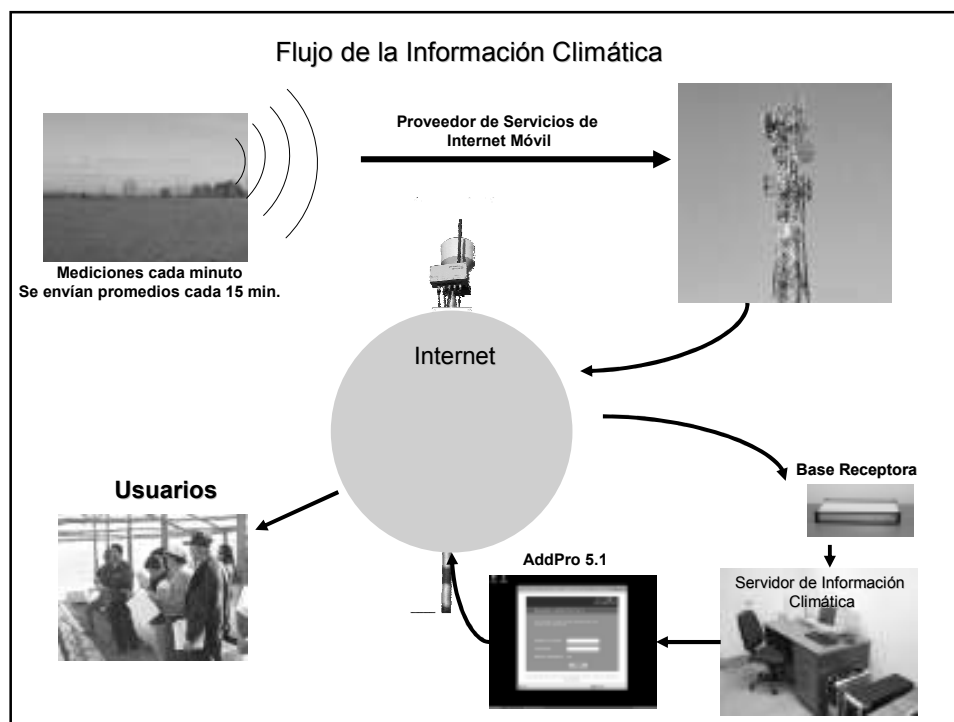 Flujo de la Información Climática
Proveedor de Servicios de
Internet Móvil
Mediciones cada minuto
Se envían promedios cada 15 min.
Internet
Base Receptora
Usuarios
AddPro 5.1
Servidor de Información
Climática